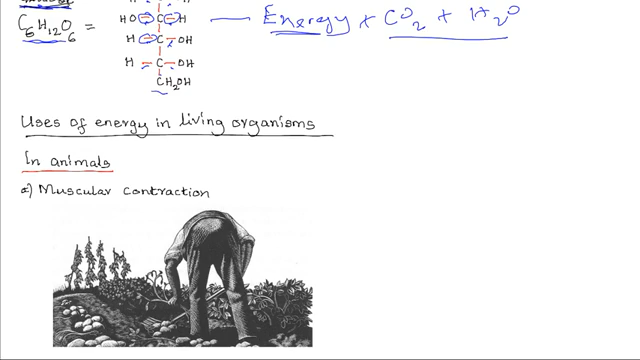 HO C H — Energy + CO2 + H2O
C6H12O6 =
H C OH
H C OH
CH2OH
Uses of energy in living organisms
In animals
a) Muscular contraction